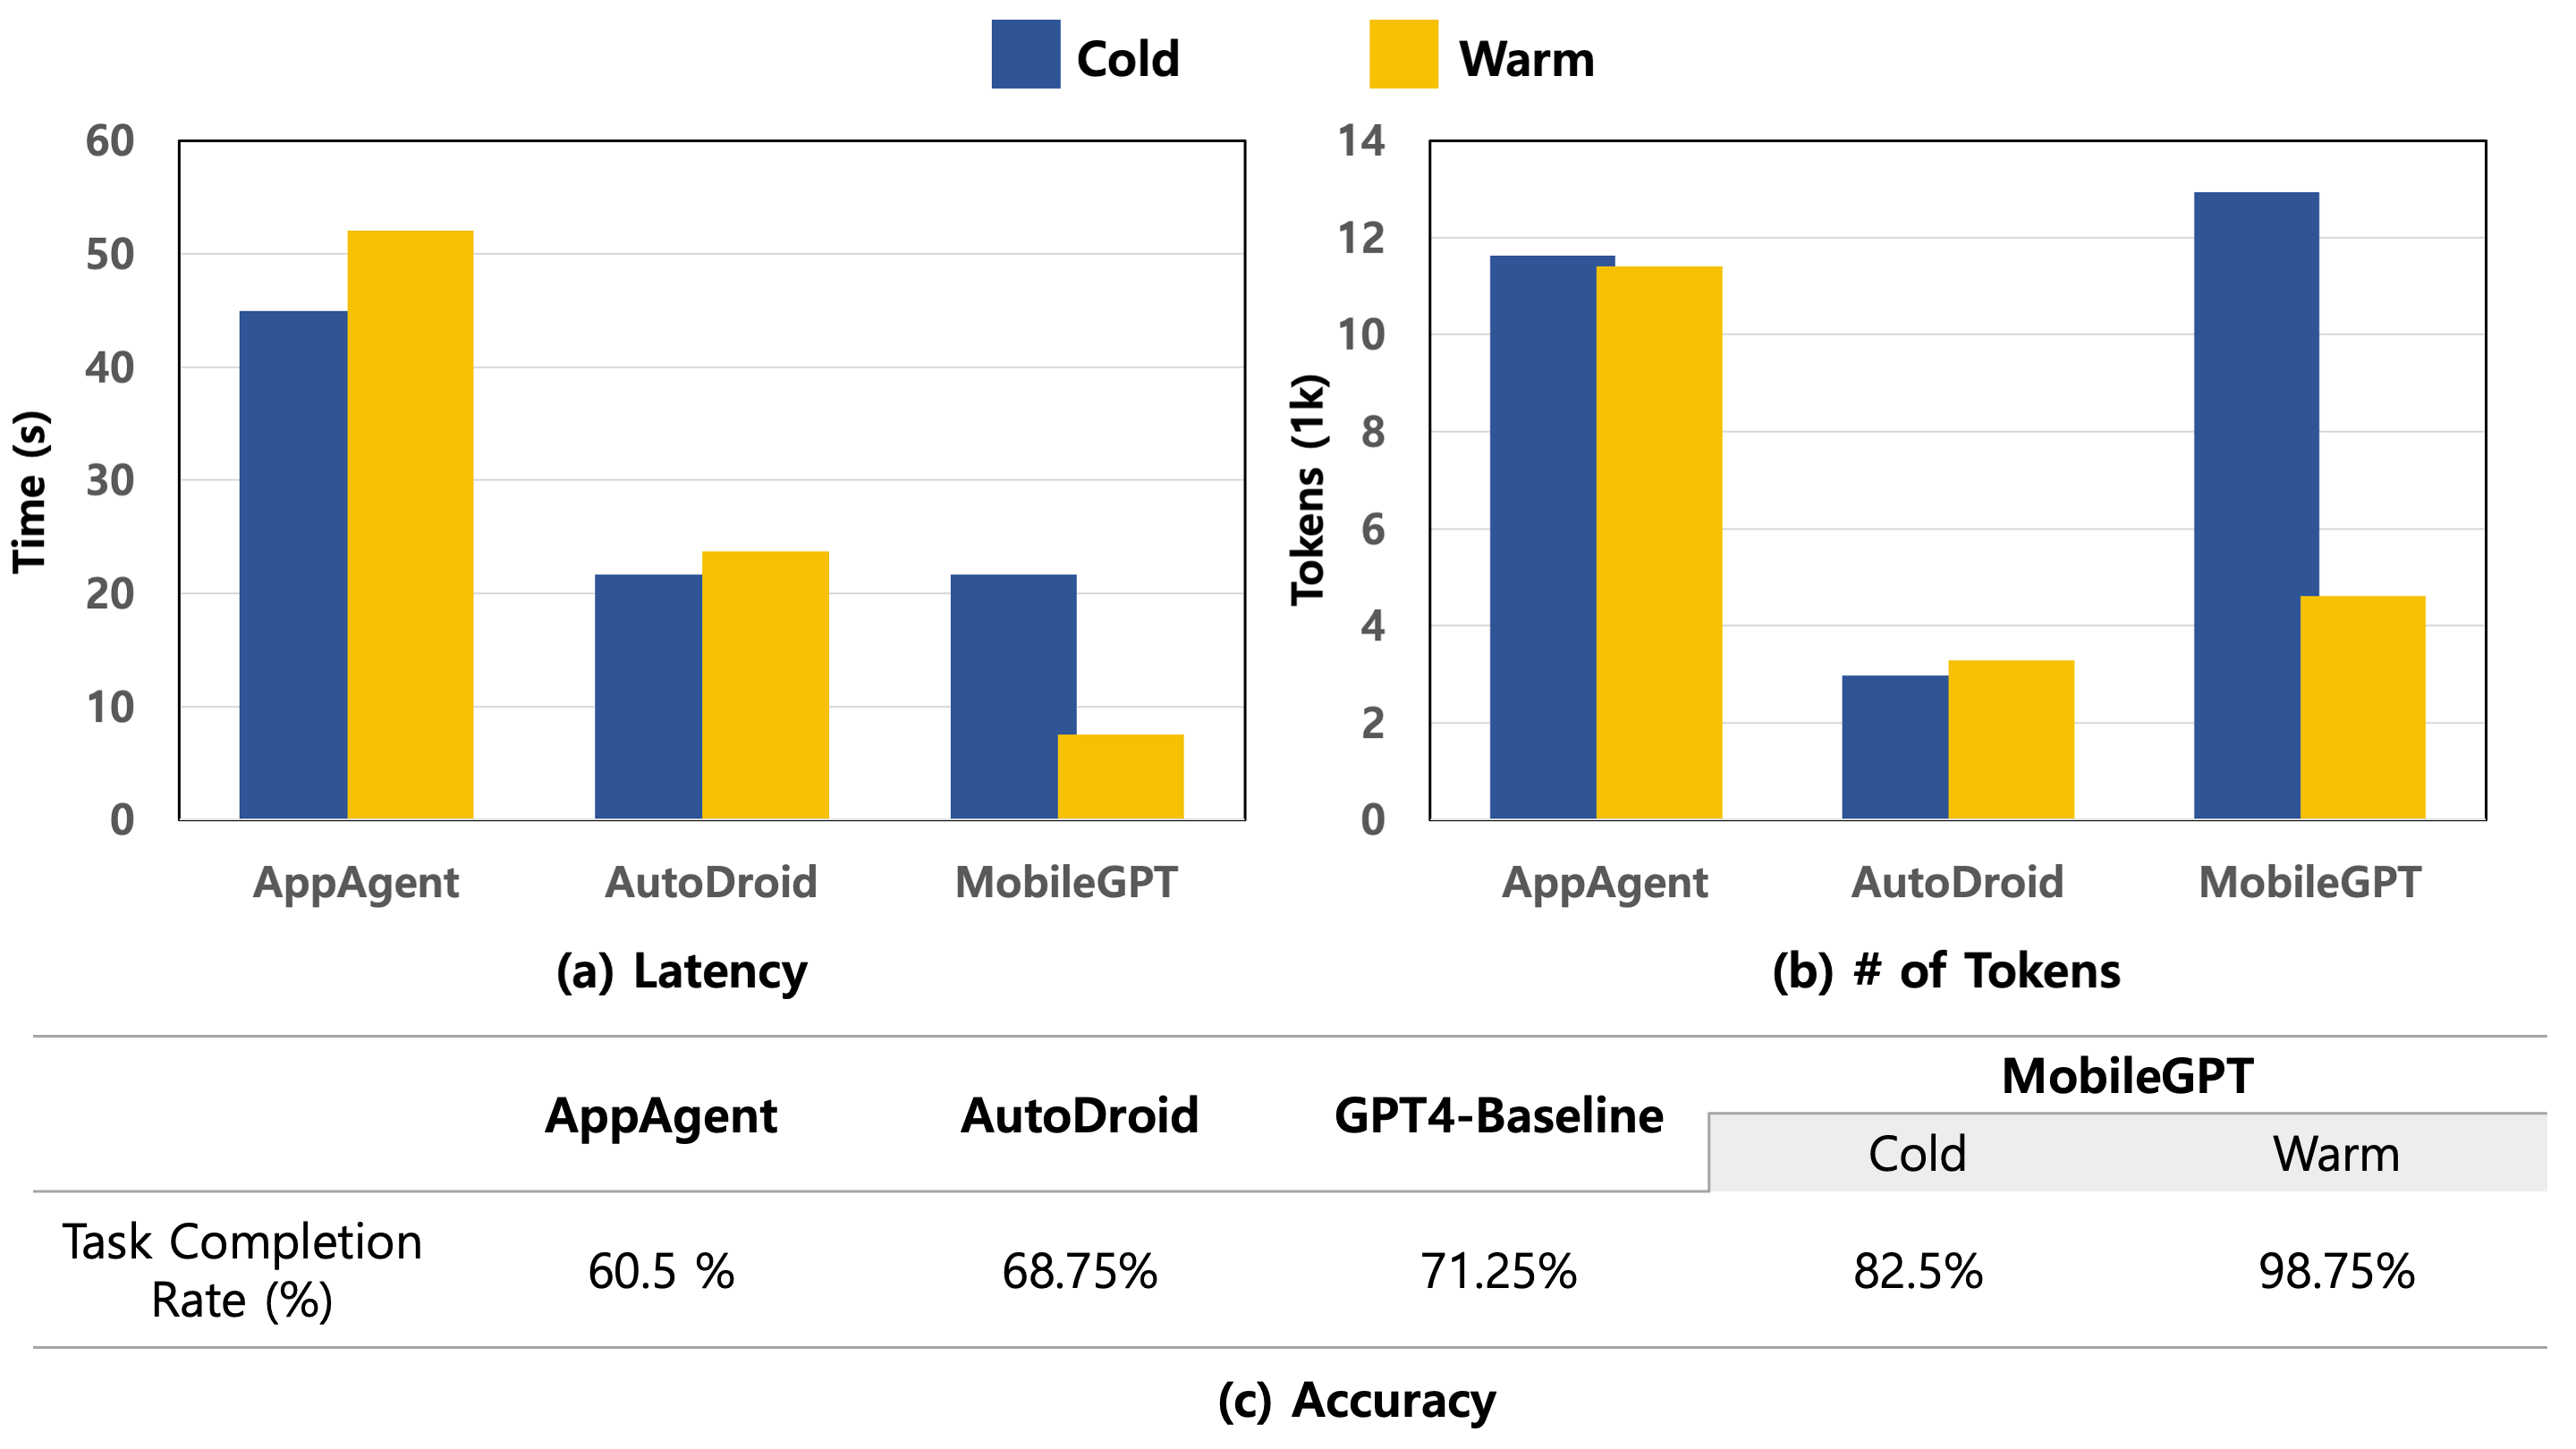 Cold
Warm
60
50
40
30
20
10
0
Time (s)
AppAgent
AutoDroid
MobileGPT
(a) Latency
14
12
10
8
6
4
2
0
Tokens (1k)
AppAgent
AutoDroid
MobileGPT
(b) # of Tokens
AppAgent
AutoDroid
GPT4-Baseline
MobileGPT
Cold
Warm
Task Completion
Rate (%)
60.5 %
68.75%
71.25%
82.5%
98.75%
(c) Accuracy